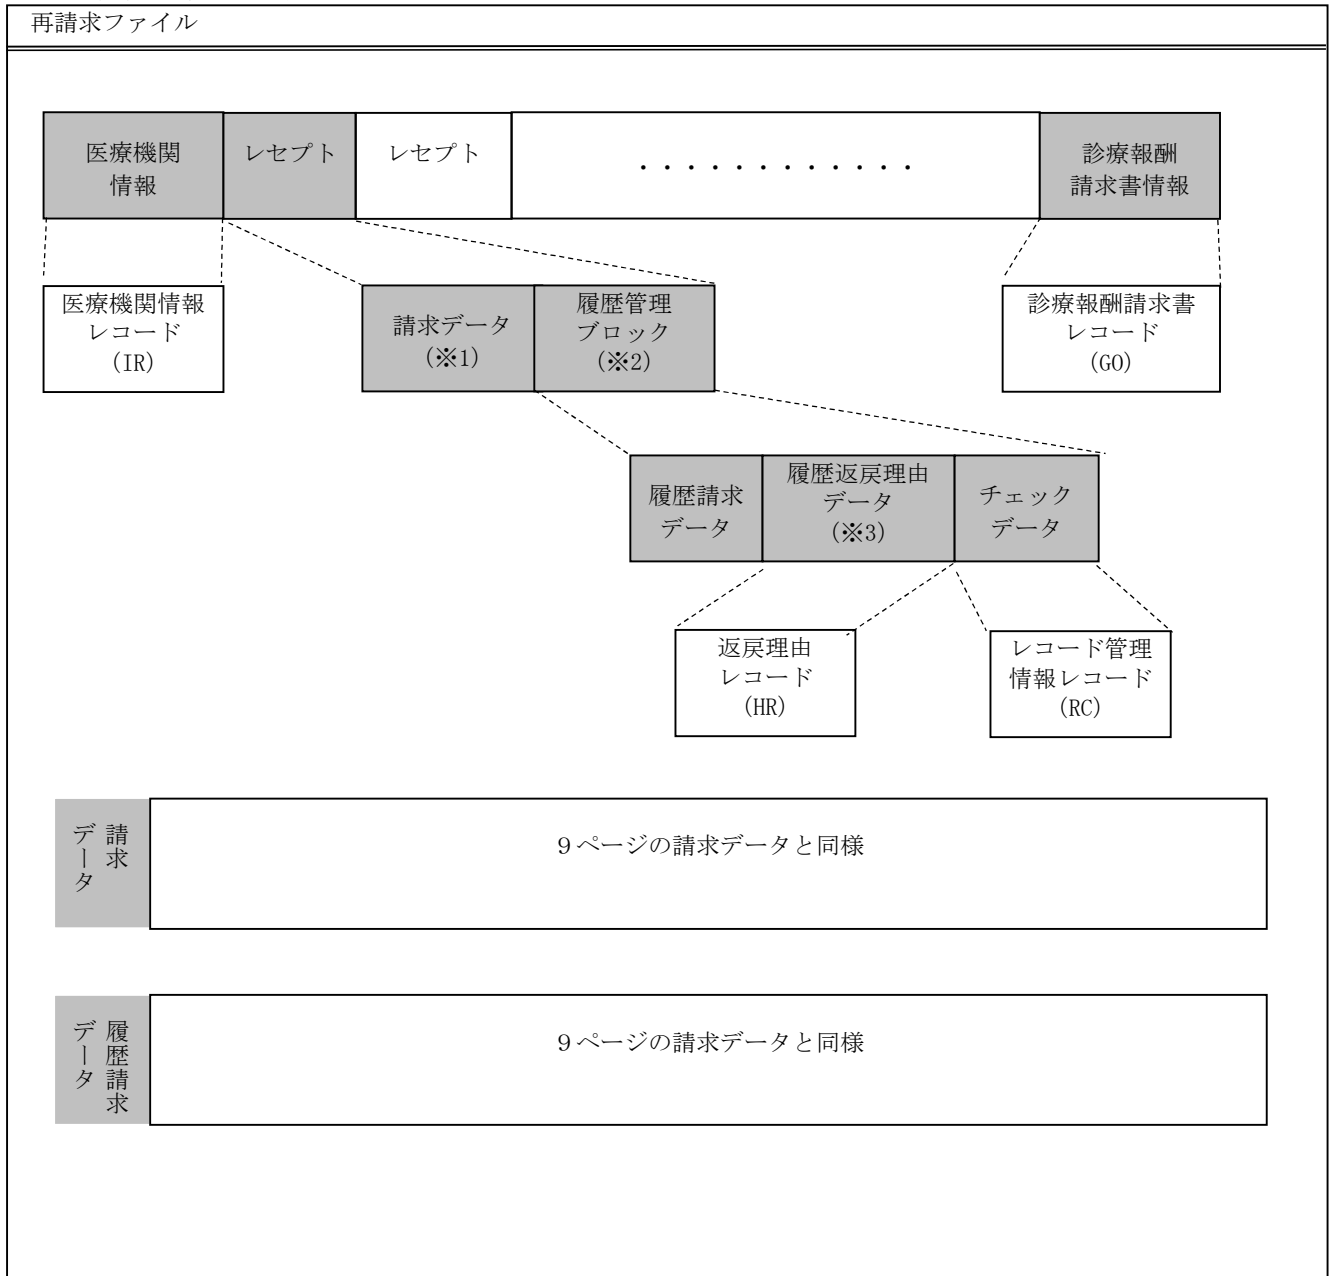 再請求ファイル
医療機関
情報
レセプト
レセプト
・・・・・・・・・・・・
診療報酬
請求書情報
医療機関情報
レコード
(IR)
請求データ
(※1)
履歴管理
ブロック
(※2)
診療報酬請求書
レコード
(GO)
履歴請求
データ
履歴返戻理由
データ
(※3)
チェック
データ
返戻理由
レコード
(HR)
レコード管理
情報レコード
(RC)
請求
データ
9ページの請求データと同様
履歴請求
データ
9ページの請求データと同様